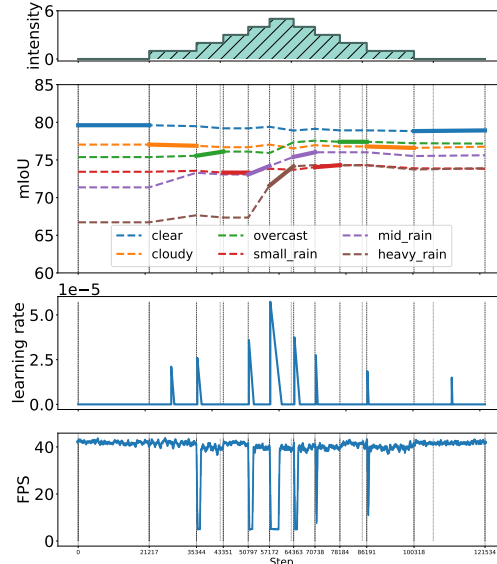 6
0
intensity
85
80
75
70
65
60
mIoU
clear
cloudy
overcast
small_rain
mid_rain
heavy_rain
1e−5
5.0
2.5
0.0
learning rate
40
20
0
FPS
0
21217
35344
43351
50797
57172
64363
70738
78184
86191
100318
121534
Step